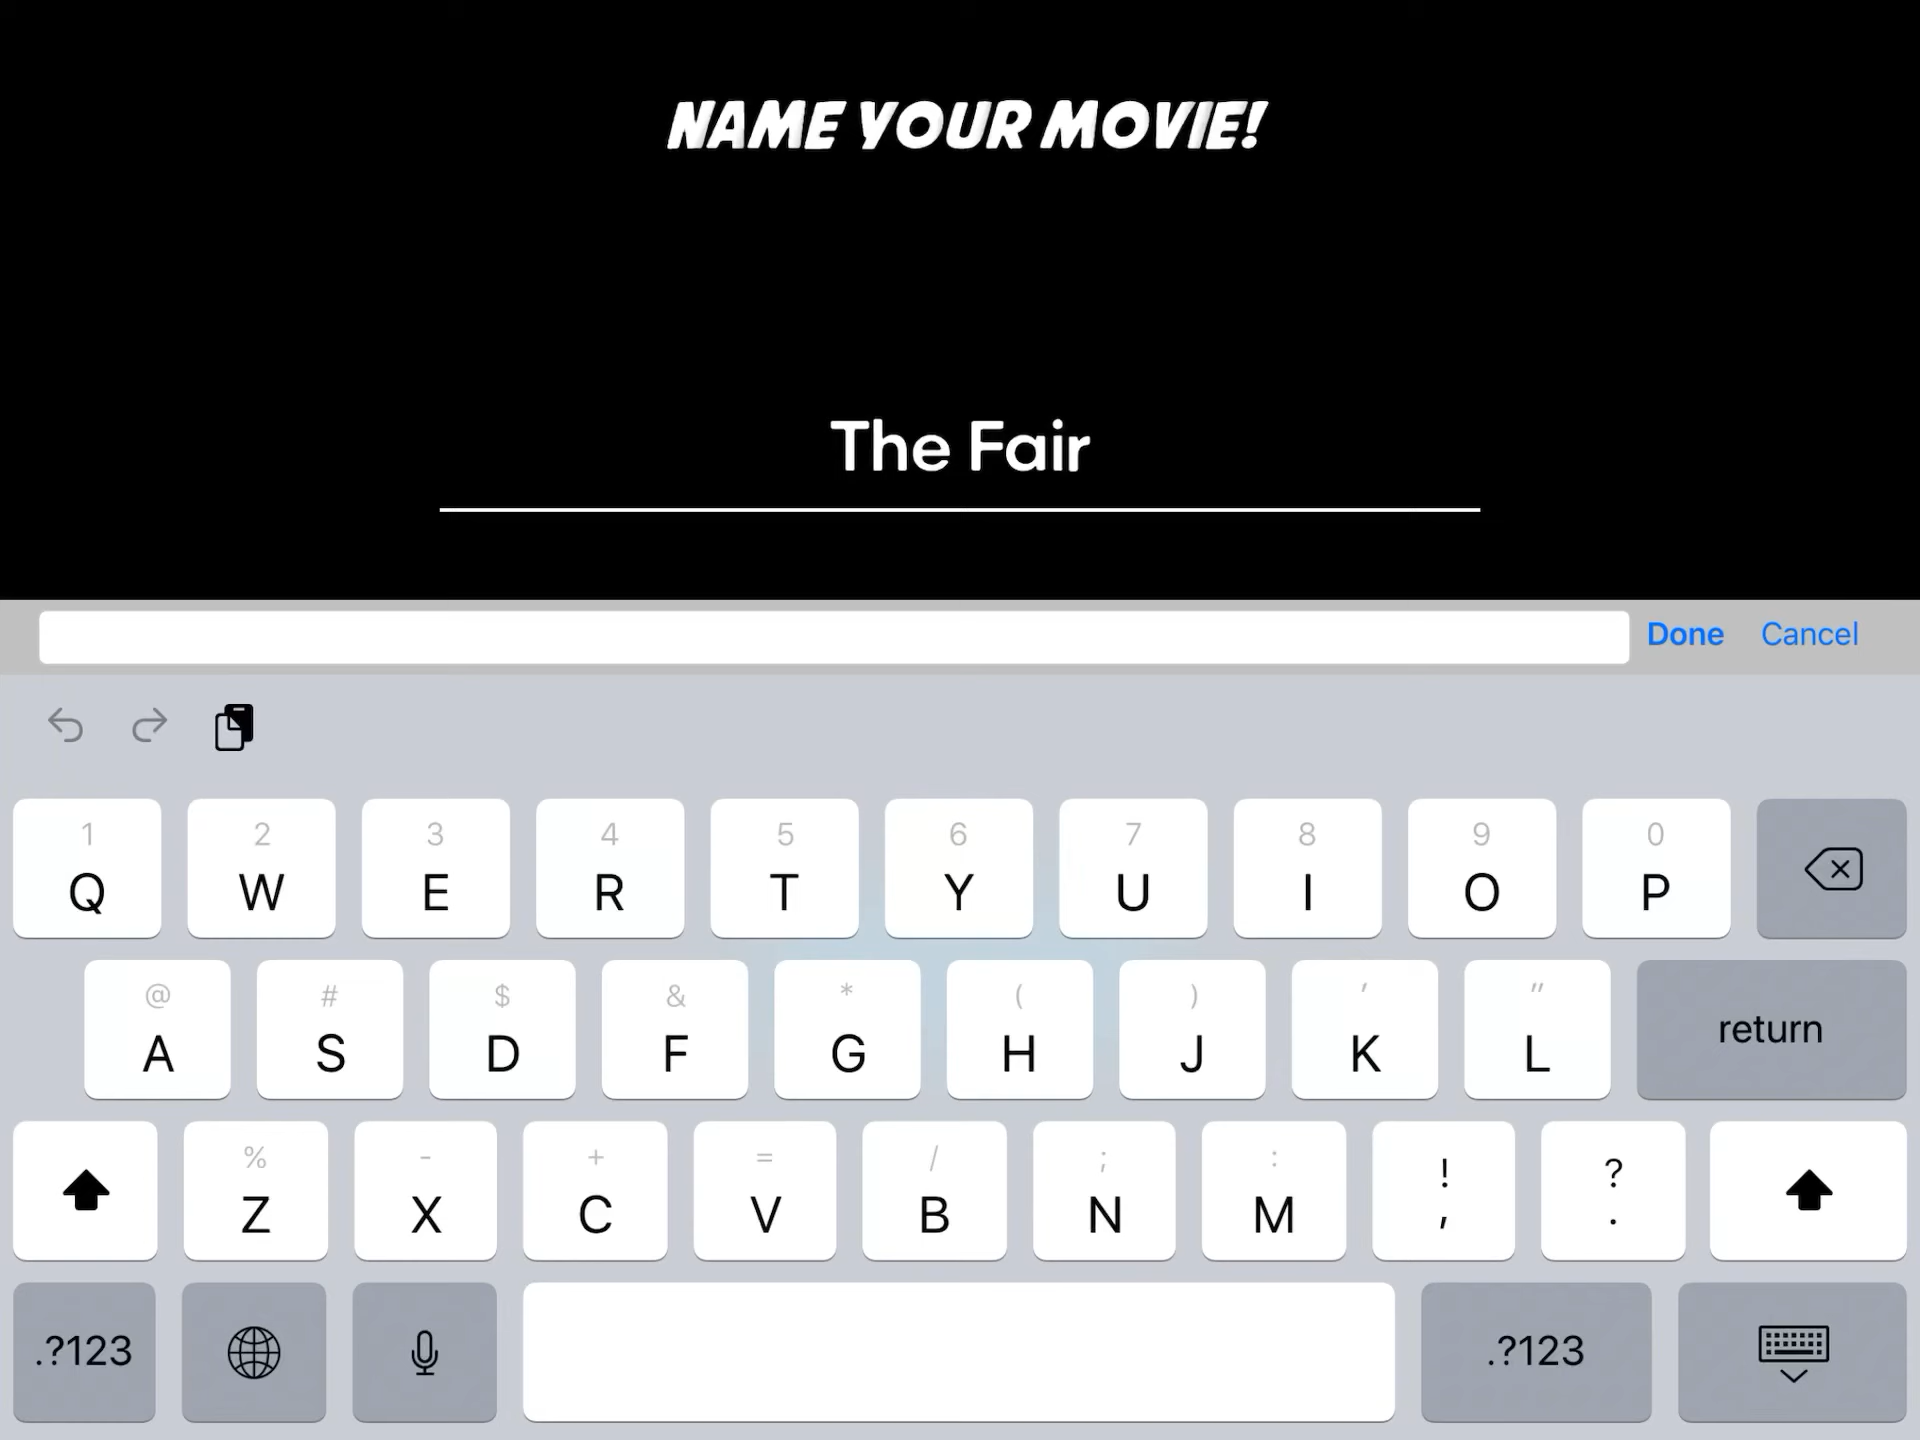 NAME YOUR MOVIE!
The Fair
Done Cancel
1 2 3 4 5 6 7 8 9 0
Q W E R T Y U I O P
@ # $ & * ( ) ' "
A S D F G H J K L return
% - + = / ; : ! ?
Z X C V B N M , .
.?123 .?123